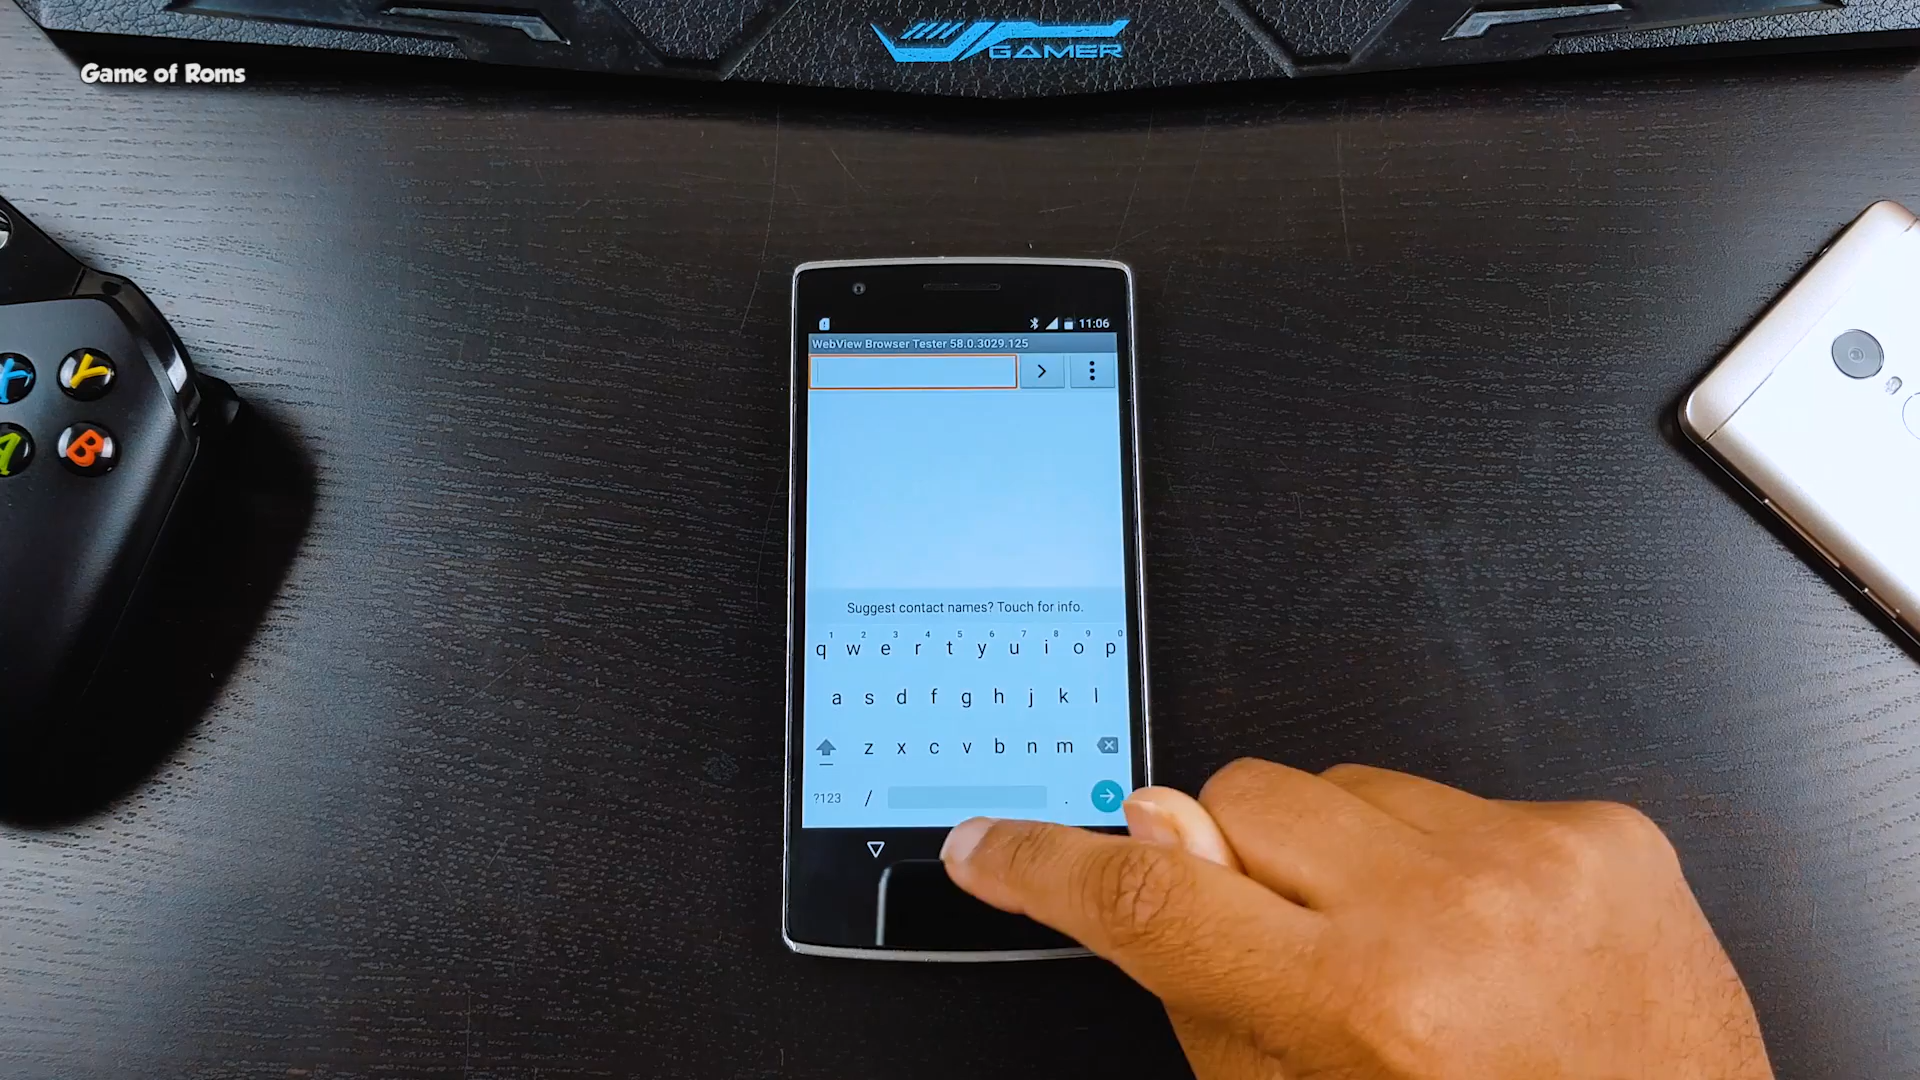 GAMER
Game of Roms
11:06
WebView Browser Tester 58.0.3029.125
Suggest contact names? Touch for info.
1 2 3 4 5 6 7 8 9 0
q w e r t y u i o p
a s d f g h j k l
z x c v b n m
?123 / .
X Y
A B